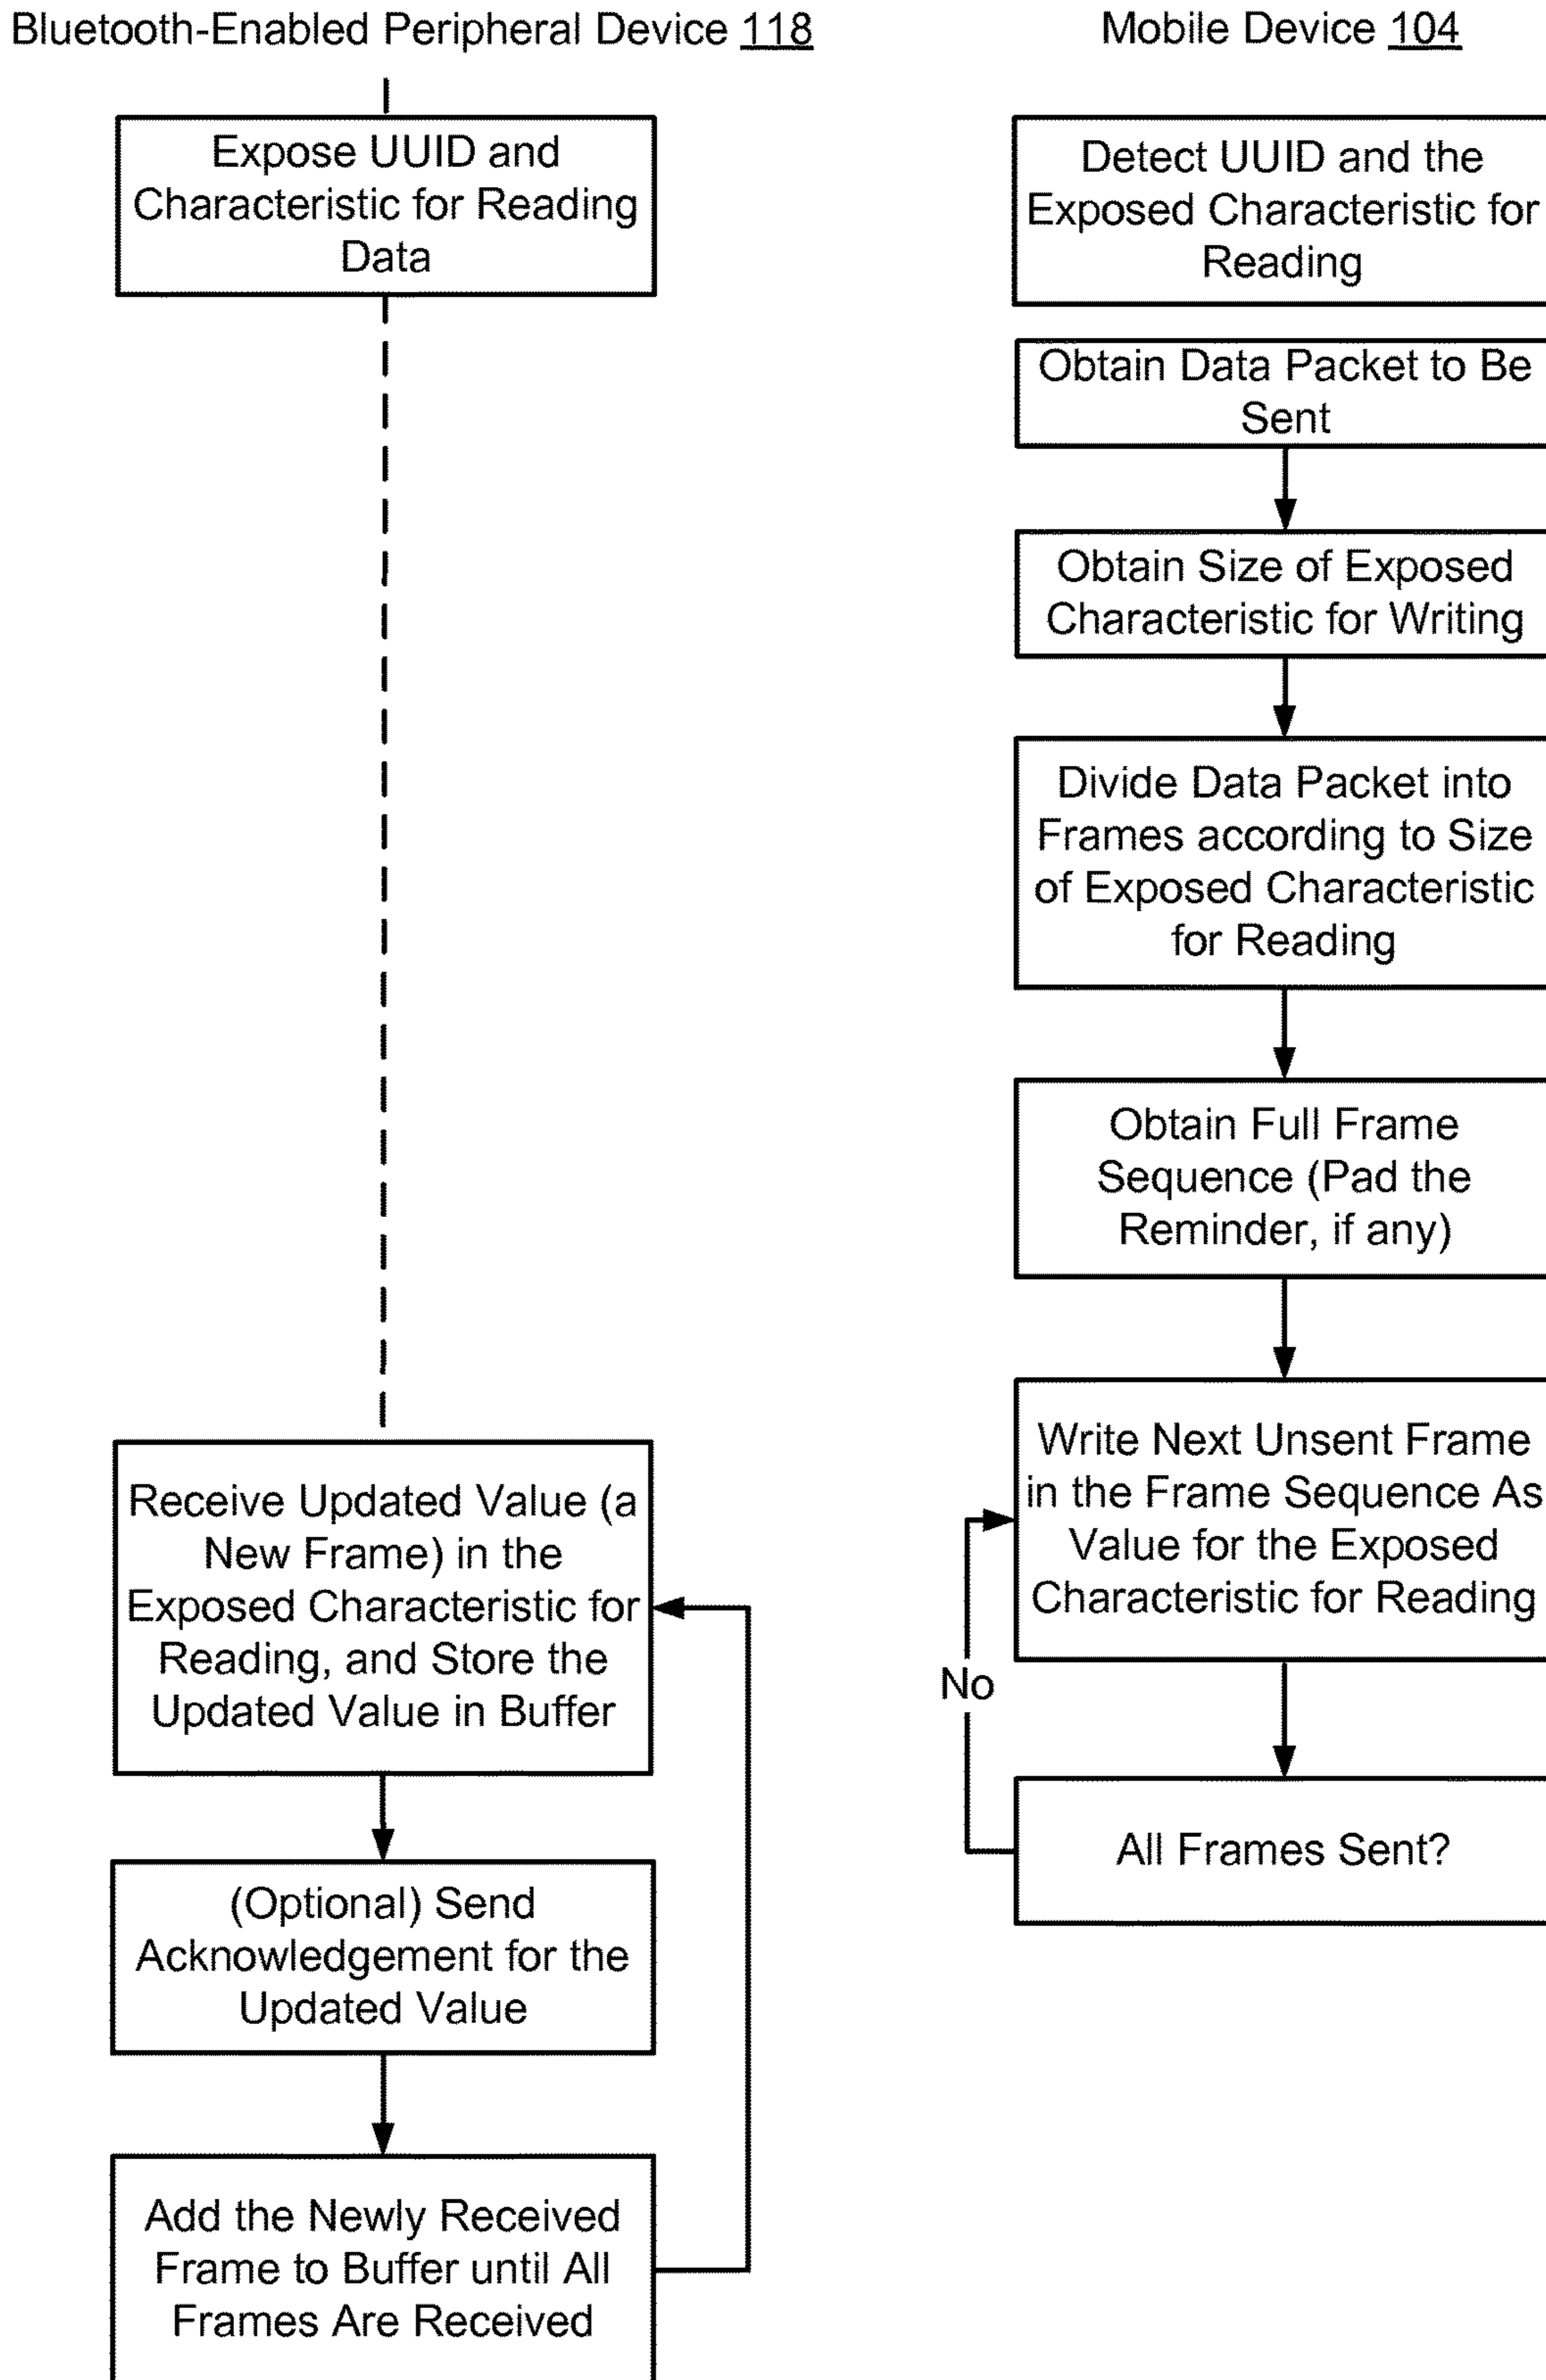 Bluetooth-Enabled Peripheral Device 118
Expose UUID and
Characteristic for Reading
Data
Receive Updated Value (a
New Frame) in the
Exposed Characteristic for
Reading, and Store the
Updated Value in Buffer
(Optional) Send
Acknowledgement for the
Updated Value
Add the Newly Received
Frame to Buffer until All
Frames Are Received
Mobile Device 104
Detect UUID and the
Exposed Characteristic for
Reading
Obtain Data Packet to Be
Sent
Obtain Size of Exposed
Characteristic for Writing
Divide Data Packet into
Frames according to Size
of Exposed Characteristic
for Reading
Obtain Full Frame
Sequence (Pad the
Reminder, if any)
Write Next Unsent Frame
in the Frame Sequence As
Value for the Exposed
Characteristic for Reading
No
All Frames Sent?